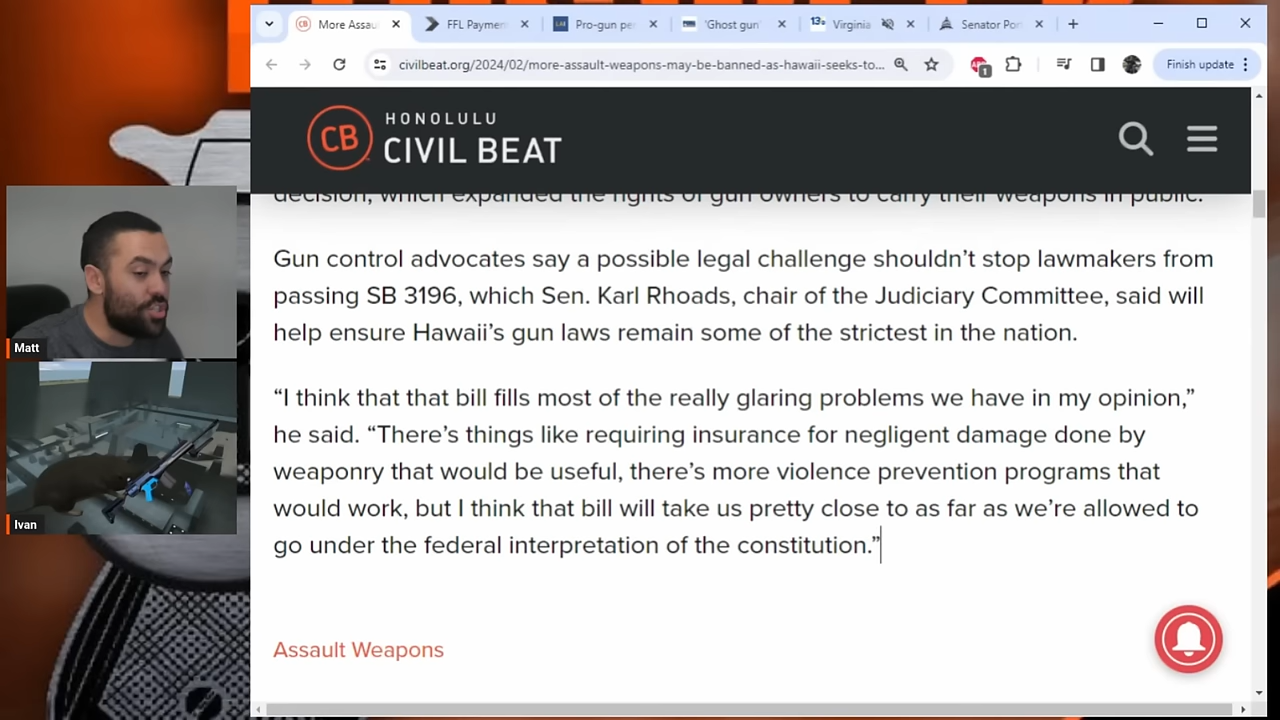 More Assau
FFL Paymer
Pro-gun pe
'Ghost gun'
Virginia
Senator Por
civilbeat.org/2024/02/more-assault-weapons-may-be-banned-as-hawaii-seeks-to...
1
Finish update
CB
HONOLULU
CIVIL BEAT
decision, which expanded the rights of gun owners to carry their weapons in public.
Gun control advocates say a possible legal challenge shouldn’t stop lawmakers from
passing SB 3196, which Sen. Karl Rhoads, chair of the Judiciary Committee, said will
help ensure Hawaii’s gun laws remain some of the strictest in the nation.
“I think that that bill fills most of the really glaring problems we have in my opinion,”
he said. “There’s things like requiring insurance for negligent damage done by
weaponry that would be useful, there’s more violence prevention programs that
would work, but I think that bill will take us pretty close to as far as we’re allowed to
go under the federal interpretation of the constitution.”
Assault Weapons
Matt
Ivan